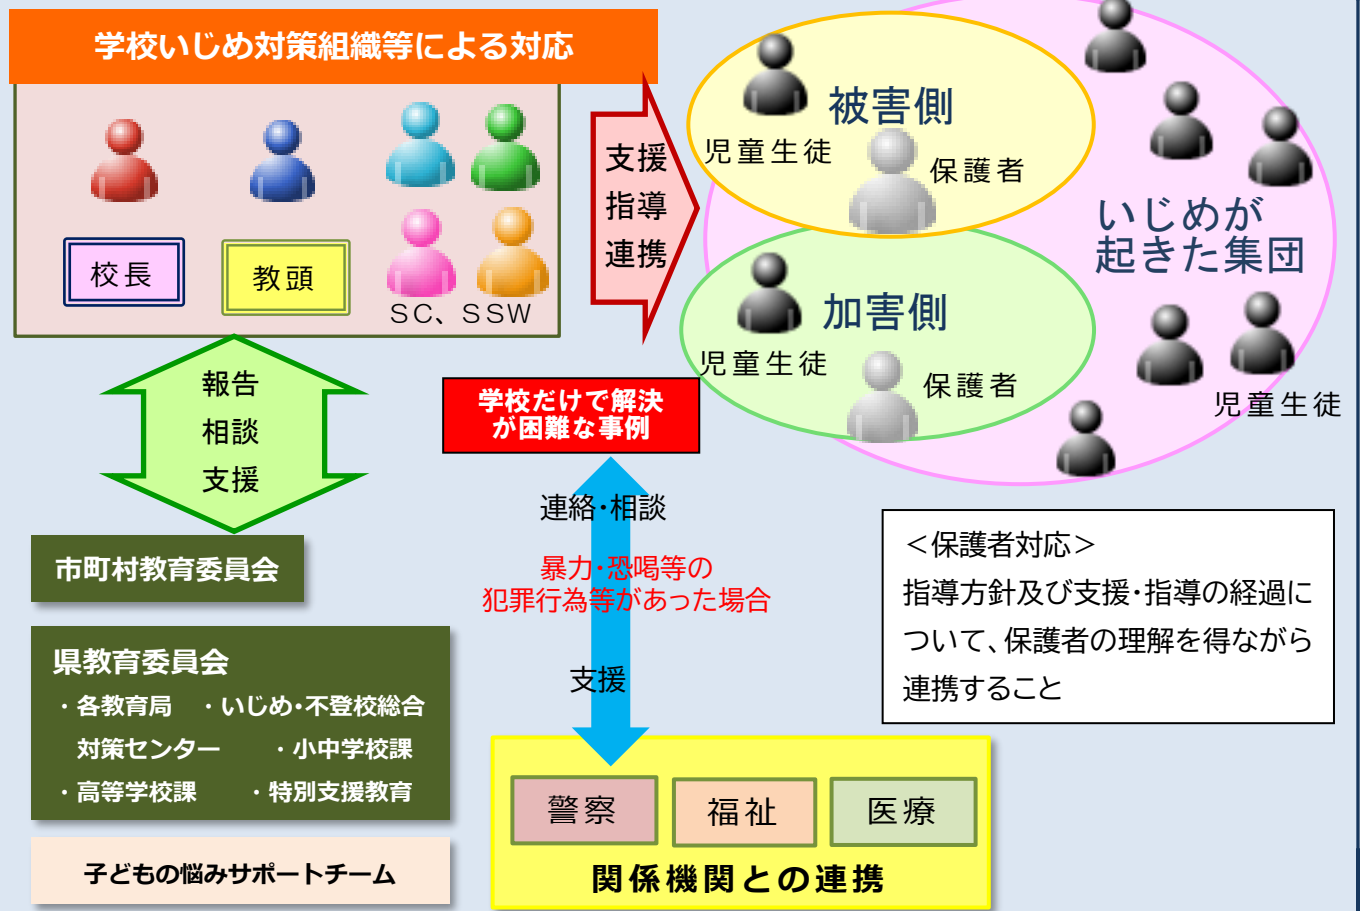 学校いじめ対策組織等による対応
校長
教頭
SC、SSW
支援
指導
連携
被害側
児童生徒
保護者
加害側
児童生徒
保護者
いじめが
起きた集団
児童生徒
報告
相談
支援
学校だけで解決
が困難な事例
連絡・相談
暴力・恐喝等の
犯罪行為等があった場合
支援
市町村教育委員会
県教育委員会
・各教育局 ・いじめ・不登校総合
対策センター ・小中学校課
・高等学校課 ・特別支援教育
子どもの悩みサポートチーム
警察
福祉
医療
関係機関との連携
＜保護者対応＞
指導方針及び支援・指導の経過に
ついて、保護者の理解を得ながら
連携すること